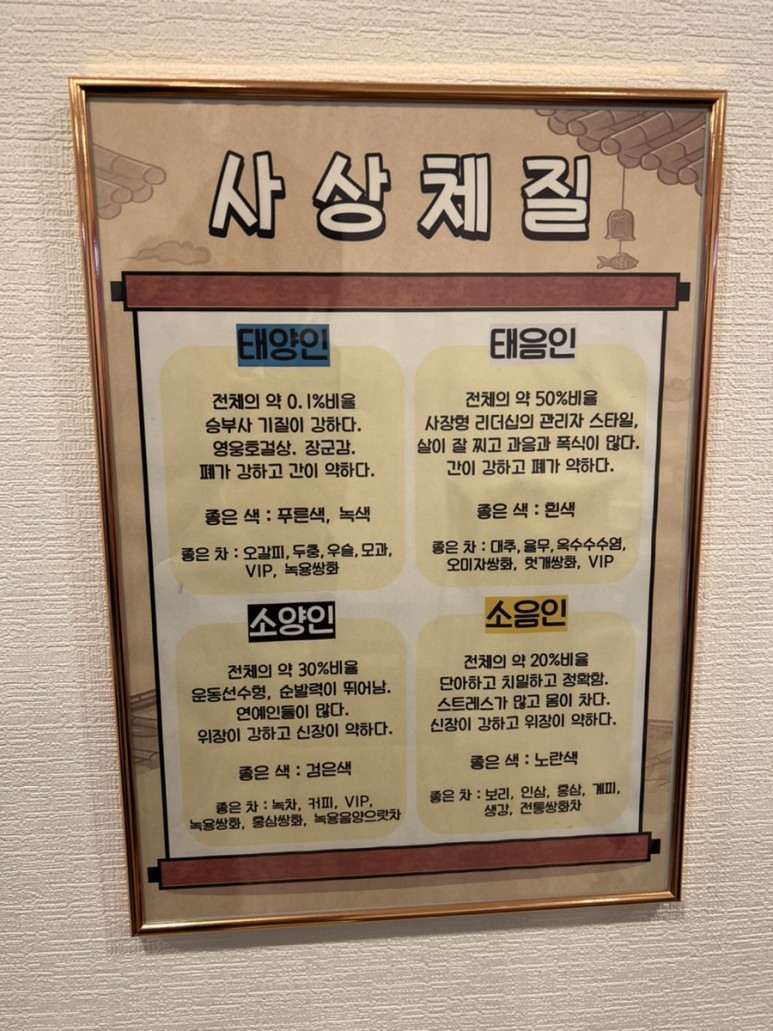 사상체질
태양인
전체의 약 0.1%비율
승부사 기질이 강하다.
영웅호걸상. 장군감.
폐가 강하고 간이 약하다.
좋은 색 : 푸른색, 녹색
좋은 차 : 오갈피, 두중, 우슬, 모과,
VIP, 녹용쌍화
태음인
전체의 약 50%비율
사장형 리더십의 관리자 스타일,
살이 잘 찌고 과음과 폭식이 많다.
간이 강하고 폐가 약하다.
좋은 색 : 흰색
좋은 차 : 대추, 율무, 옥수수수염,
오미자쌍화, 헛개쌍화, VIP
소양인
전체의 약 30%비율
운동선수형, 순발력이 뛰어남.
연예인들이 많다.
위장이 강하고 신장이 약하다.
좋은 색 : 검은색
좋은 차 : 녹차, 커피, VIP,
녹용쌍화, 홍삼쌍화, 녹용음양으랏차
소음인
전체의 약 20%비율
단아하고 치밀하고 정확함.
스트레스가 많고 몸이 차다.
신장이 강하고 위장이 약하다.
좋은 색 : 노란색
좋은 차 : 보리, 인삼, 홍삼, 계피,
생강, 전통쌍화차